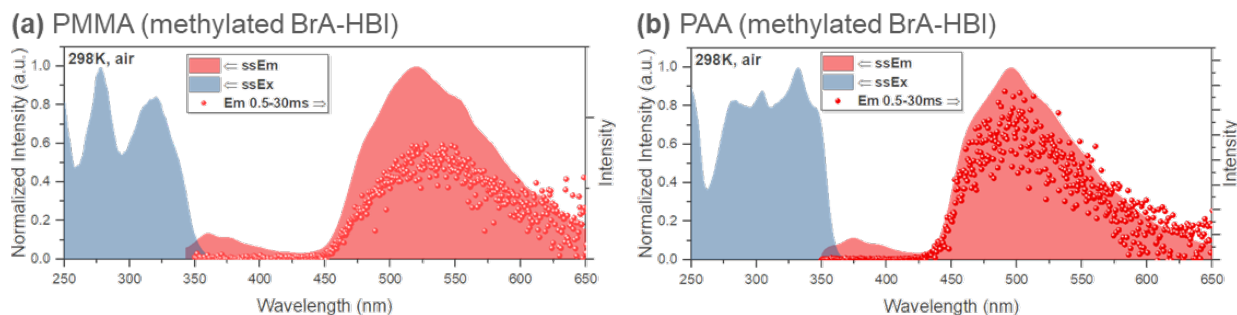 (a) PMMA (methylated BrA-HBI)
298K, air
⇐ ssEm
⇐ ssEx
Em 0.5-30ms ⇒
Normalized Intensity (a.u.)
1.0
0.8
0.6
0.4
0.2
0.0
Intensity
250 300 350 400 450 500 550 600 650
Wavelength (nm)
(b) PAA (methylated BrA-HBI)
298K, air
⇐ ssEm
⇐ ssEx
Em 0.5-30ms ⇒
Normalized Intensity (a.u.)
1.0
0.8
0.6
0.4
0.2
0.0
Intensity
250 300 350 400 450 500 550 600 650
Wavelength (nm)